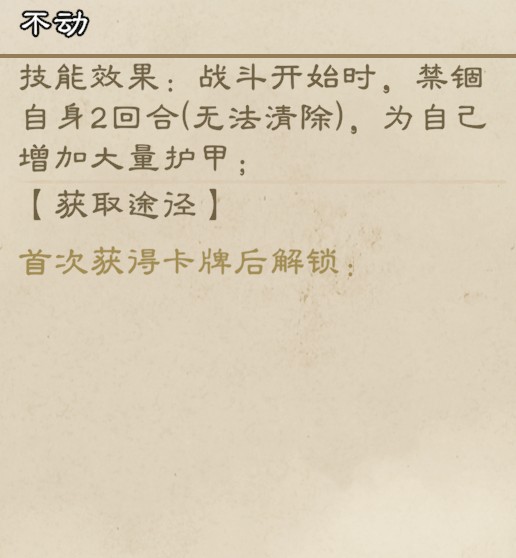 不动
技能效果：战斗开始时，禁锢
自身2回合(无法清除)，为自己
增加大量护甲；
【获取途径】
首次获得卡牌后解锁；